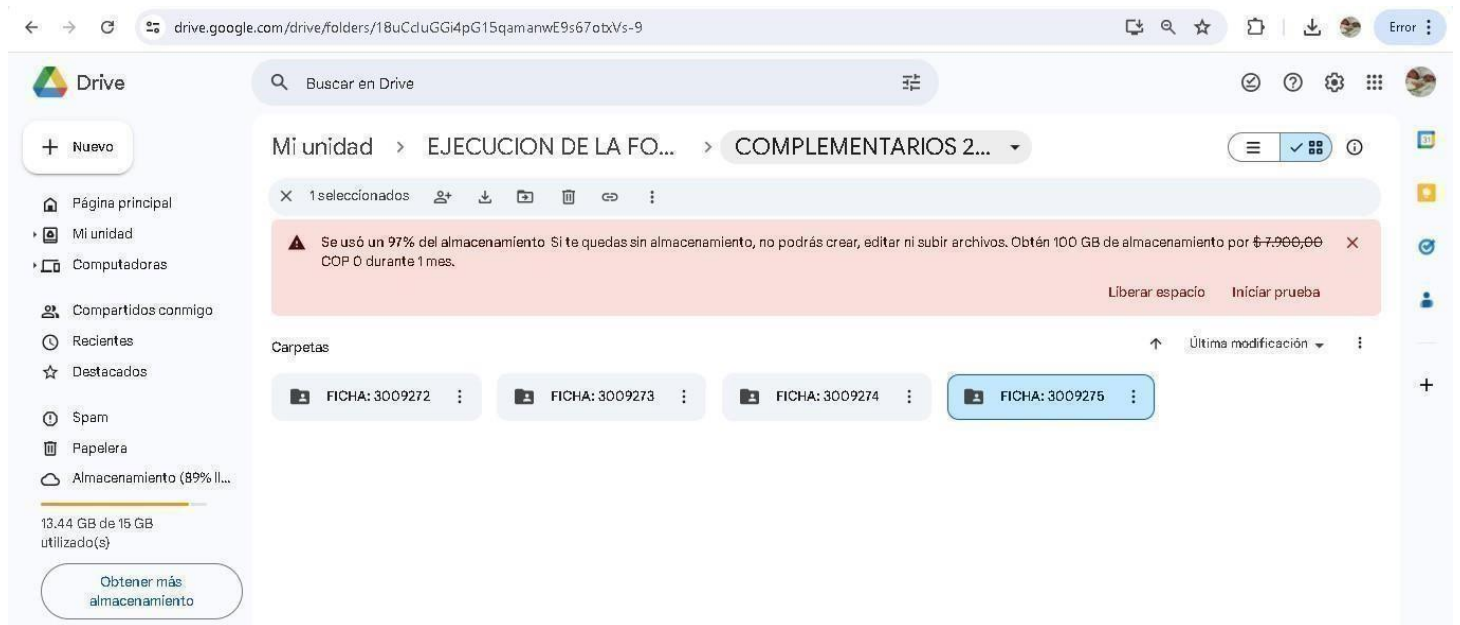 drive.google.com/drive/folders/18uCcluGGi4pG15qamanwE9s67otxVs-9
Error
Drive
Buscar en Drive
Nuevo
Mi unidad > EJECUCION DE LA FO... > COMPLEMENTARIOS 2...
1 seleccionados
Página principal
Mi unidad
Computadoras
Compartidos conmigo
Recientes
Destacados
Spam
Papelera
Almacenamiento (89% ll...
13.44 GB de 15 GB
utilizado(s)
Obtener más
almacenamiento
Se usó un 97% del almacenamiento Si te quedas sin almacenamiento, no podrás crear, editar ni subir archivos. Obtén 100 GB de almacenamiento por $ 7.900,00
COP 0 durante 1 mes.
Liberar espacio Iniciar prueba
Carpetas
Última modificación
FICHA: 3009272 FICHA: 3009273 FICHA: 3009274 FICHA: 3009275
31